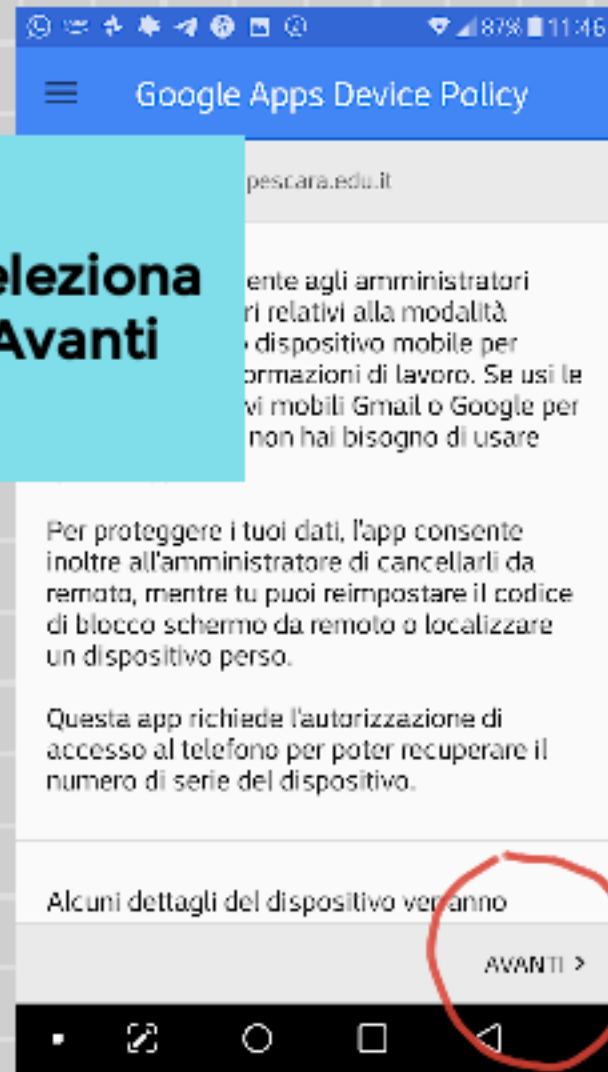 87% 11:46
Google Apps Device Policy
pescara.edu.it
eleziona
Avanti
ente agli amministratori
ri relativi alla modalità
dispositivo mobile per
ormazioni di lavoro. Se usi le
vi mobili Gmail o Google per
non hai bisogno di usare
Per proteggere i tuoi dati, l'app consente
inoltre all'amministratore di cancellarli da
remoto, mentre tu puoi reimpostare il codice
di blocco schermo da remoto o localizzare
un dispositivo perso.
Questa app richiede l'autorizzazione di
accesso al telefono per poter recuperare il
numero di serie del dispositivo.
Alcuni dettagli del dispositivo verranno
AVANTI >